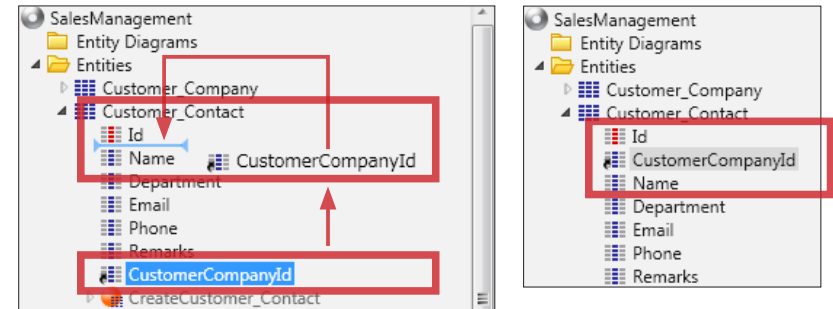 SalesManagement
Entity Diagrams
Entities
Customer_Company
Customer_Contact
Id
Name
CustomerCompanyId
Department
Email
Phone
Remarks
CustomerCompanyId
CreateCustomer_Contact
SalesManagement
Entity Diagrams
Entities
Customer_Company
Customer_Contact
Id
CustomerCompanyId
Name
Department
Email
Phone
Remarks